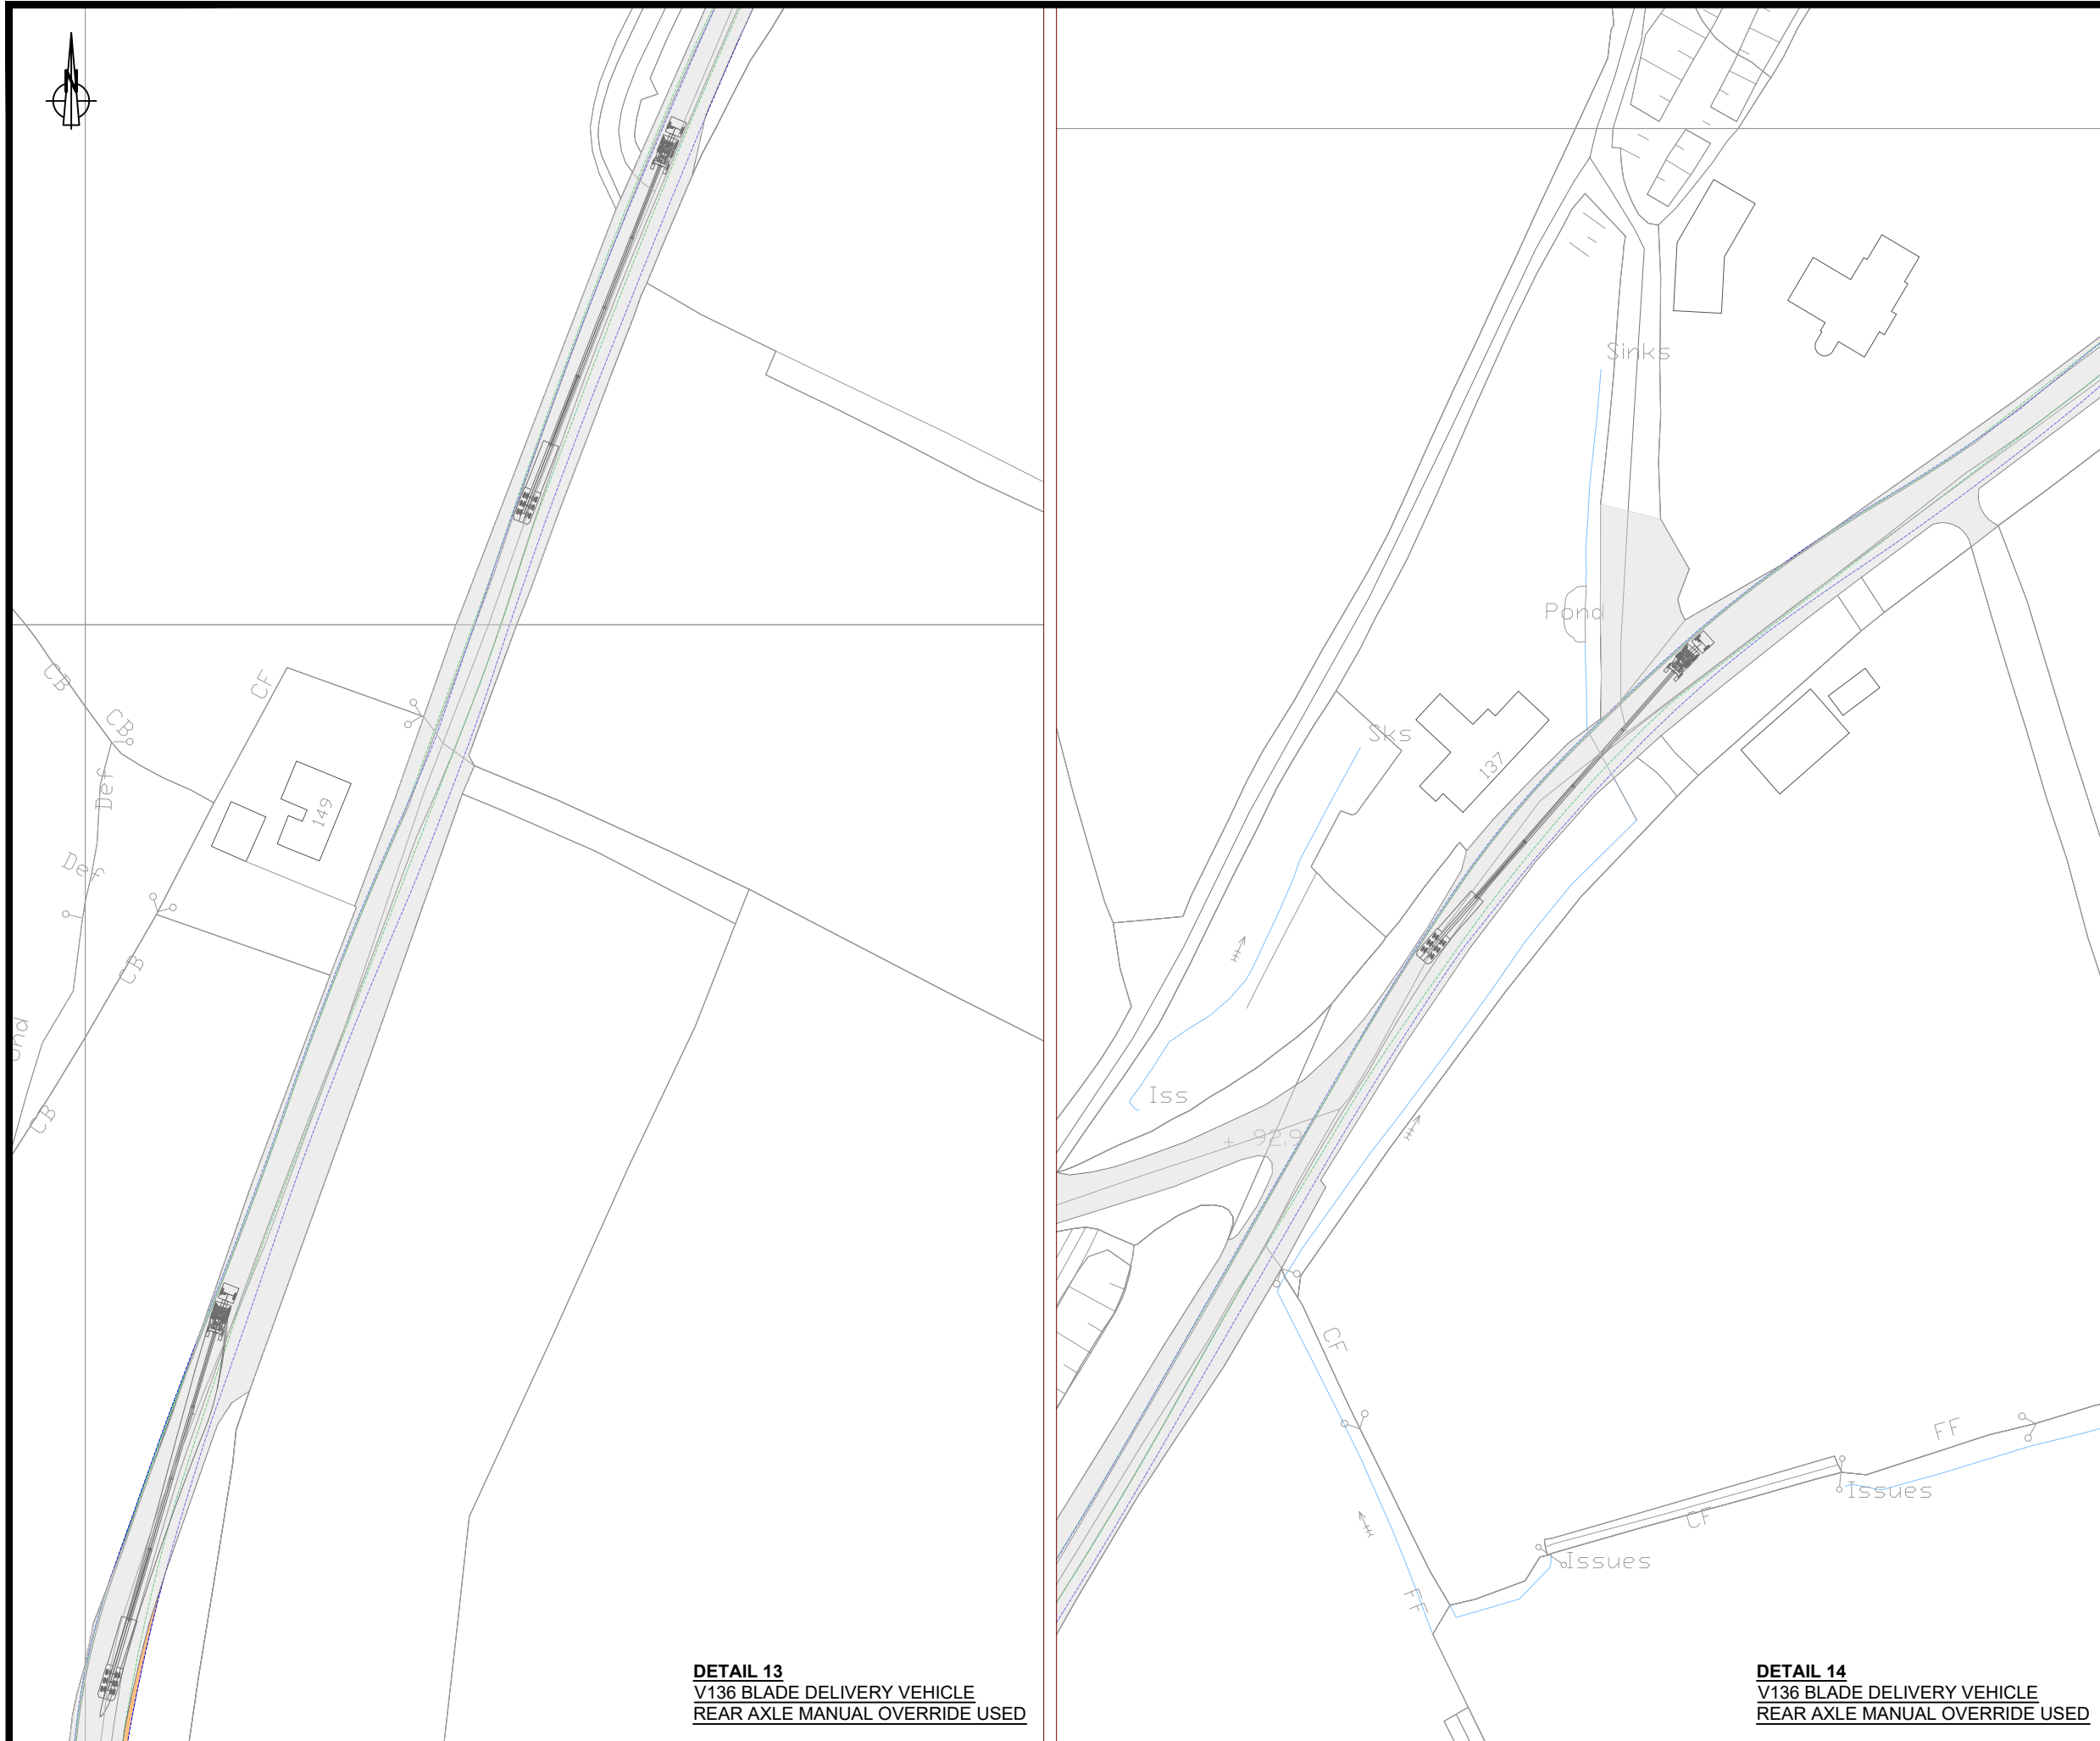 N
CB
CF
CB
Def
149
Def
CB
CB
DETAIL 13
V136 BLADE DELIVERY VEHICLE
REAR AXLE MANUAL OVERRIDE USED
Sinks
Pond
Sks
137
Iss
+ 92.9
CF
FF
Issues
CF
Issues
FF
DETAIL 14
V136 BLADE DELIVERY VEHICLE
REAR AXLE MANUAL OVERRIDE USED